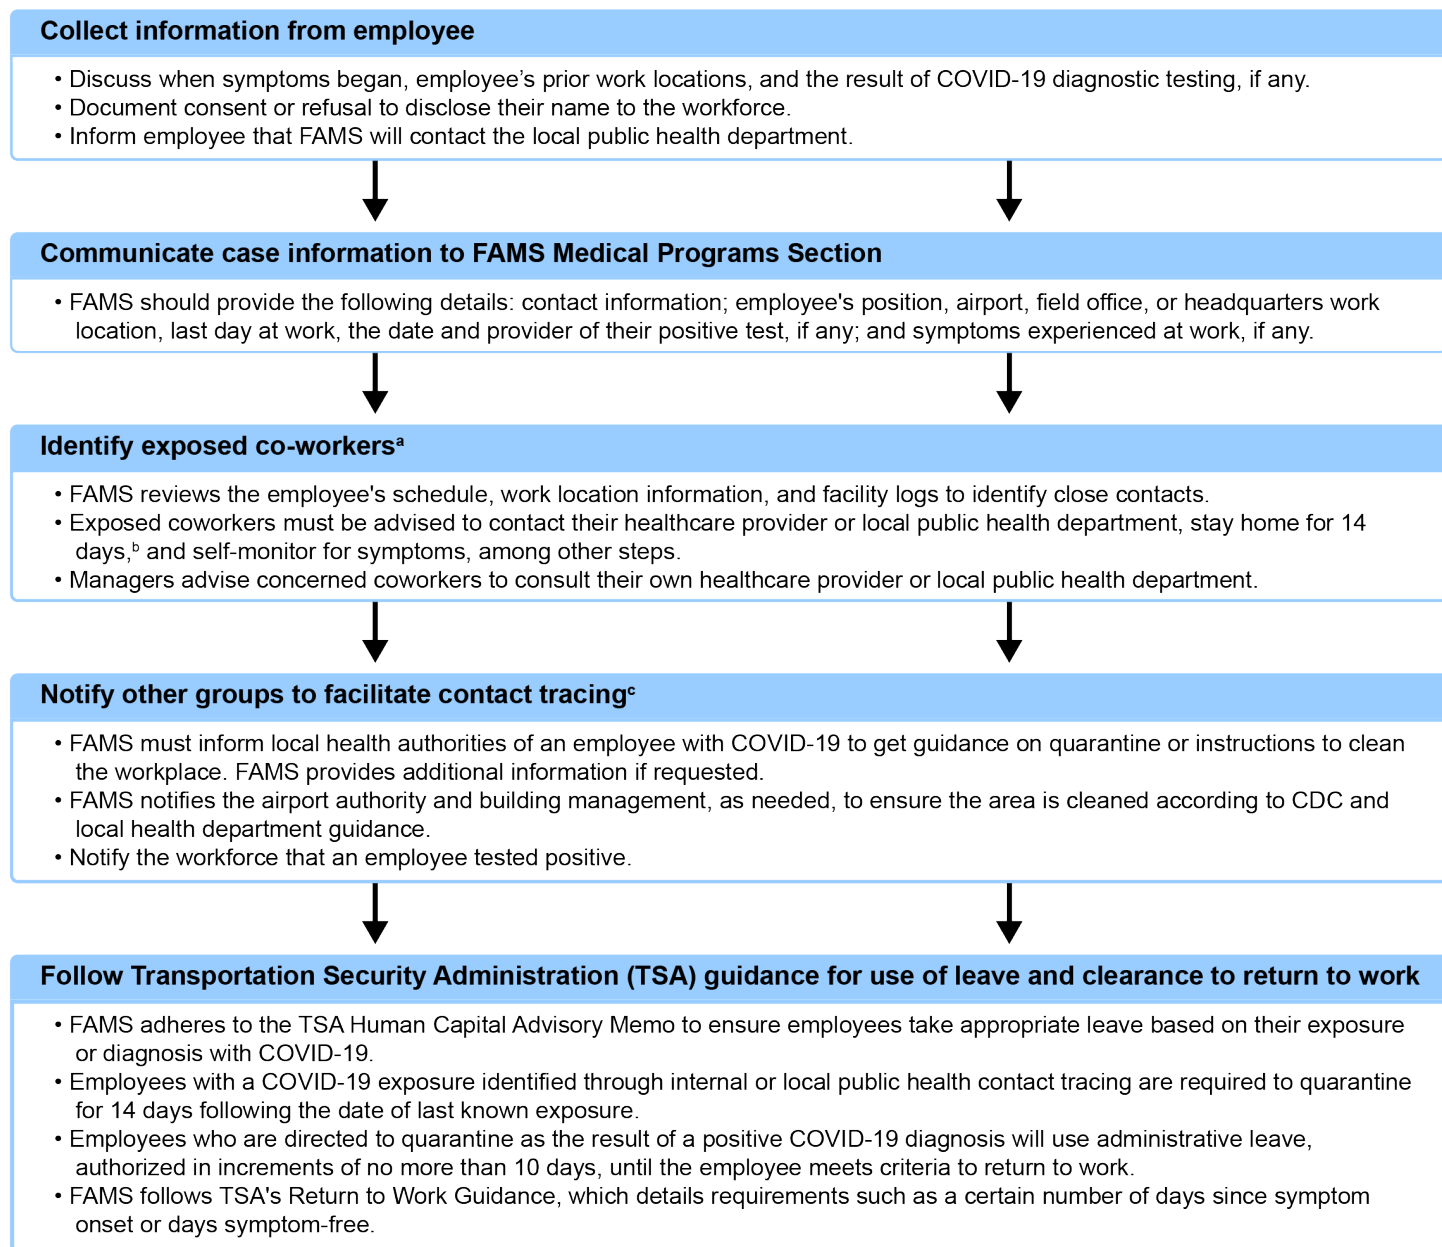 Collect information from employee
• Discuss when symptoms began, employee’s prior work locations, and the result of COVID-19 diagnostic testing, if any.
• Document consent or refusal to disclose their name to the workforce.
• Inform employee that FAMS will contact the local public health department.
Communicate case information to FAMS Medical Programs Section
• FAMS should provide the following details: contact information; employee's position, airport, field office, or headquarters work
location, last day at work, the date and provider of their positive test, if any; and symptoms experienced at work, if any.
Identify exposed co-workersᵃ
• FAMS reviews the employee's schedule, work location information, and facility logs to identify close contacts.
• Exposed coworkers must be advised to contact their healthcare provider or local public health department, stay home for 14
days,ᵇ and self-monitor for symptoms, among other steps.
• Managers advise concerned coworkers to consult their own healthcare provider or local public health department.
Notify other groups to facilitate contact tracingᶜ
• FAMS must inform local health authorities of an employee with COVID-19 to get guidance on quarantine or instructions to clean
the workplace. FAMS provides additional information if requested.
• FAMS notifies the airport authority and building management, as needed, to ensure the area is cleaned according to CDC and
local health department guidance.
• Notify the workforce that an employee tested positive.
Follow Transportation Security Administration (TSA) guidance for use of leave and clearance to return to work
• FAMS adheres to the TSA Human Capital Advisory Memo to ensure employees take appropriate leave based on their exposure
or diagnosis with COVID-19.
• Employees with a COVID-19 exposure identified through internal or local public health contact tracing are required to quarantine
for 14 days following the date of last known exposure.
• Employees who are directed to quarantine as the result of a positive COVID-19 diagnosis will use administrative leave,
authorized in increments of no more than 10 days, until the employee meets criteria to return to work.
• FAMS follows TSA's Return to Work Guidance, which details requirements such as a certain number of days since symptom
onset or days symptom-free.